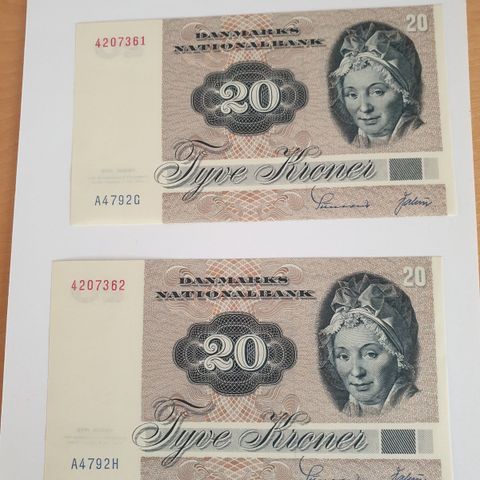 4207361
DANMARKS
NATIONALBANK
20
20
Tyve Kroner
A4792G
4207362
DANMARKS
NATIONALBANK
20
20
Tyve Kroner
A4792H